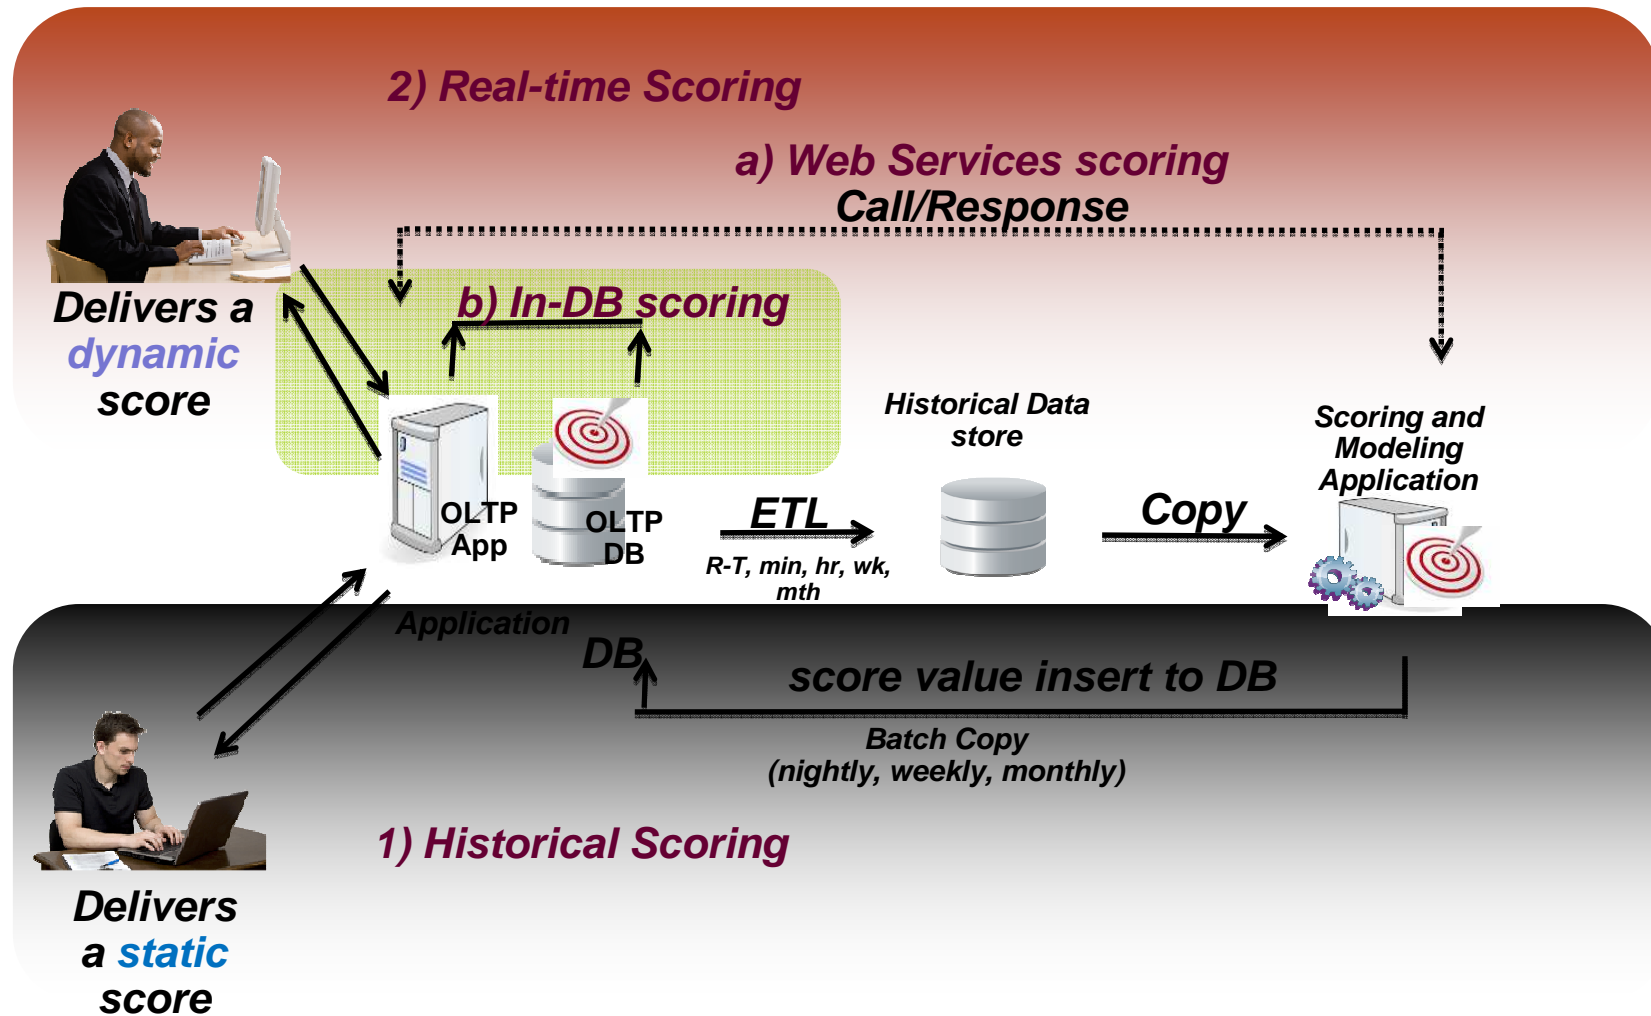 2) Real-time Scoring
a) Web Services scoring
Call/Response
b) In-DB scoring
Delivers a
dynamic
score
Historical Data
store
Scoring and
Modeling
Application
OLTP
App
OLTP
DB
ETL
R-T, min, hr, wk,
mth
Copy
Application
DB
score value insert to DB
Batch Copy
(nightly, weekly, monthly)
1) Historical Scoring
Delivers
a static
score